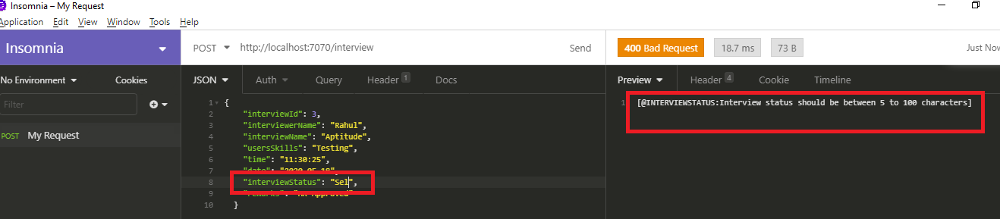 Insomnia – My Request
Application Edit View Window Tools Help
Insomnia
POST http://localhost:7070/interview Send
400 Bad Request 18.7 ms 73 B Just Now
No Environment Cookies
JSON Auth Query Header 1 Docs
Preview Header 4 Cookie Timeline
Filter
POST My Request
1 {
2 "interviewId": 3,
3 "interviewerName": "Rahul",
4 "interviewName": "Aptitude",
5 "usersSkills": "Testing",
6 "time": "11:30:25",
7 "date": "2020-05-18",
8 "interviewStatus": "Sel",
9 "remarks": "HR Approved"
10 }
1 [@INTERVIEWSTATUS:Interview status should be between 5 to 100 characters]